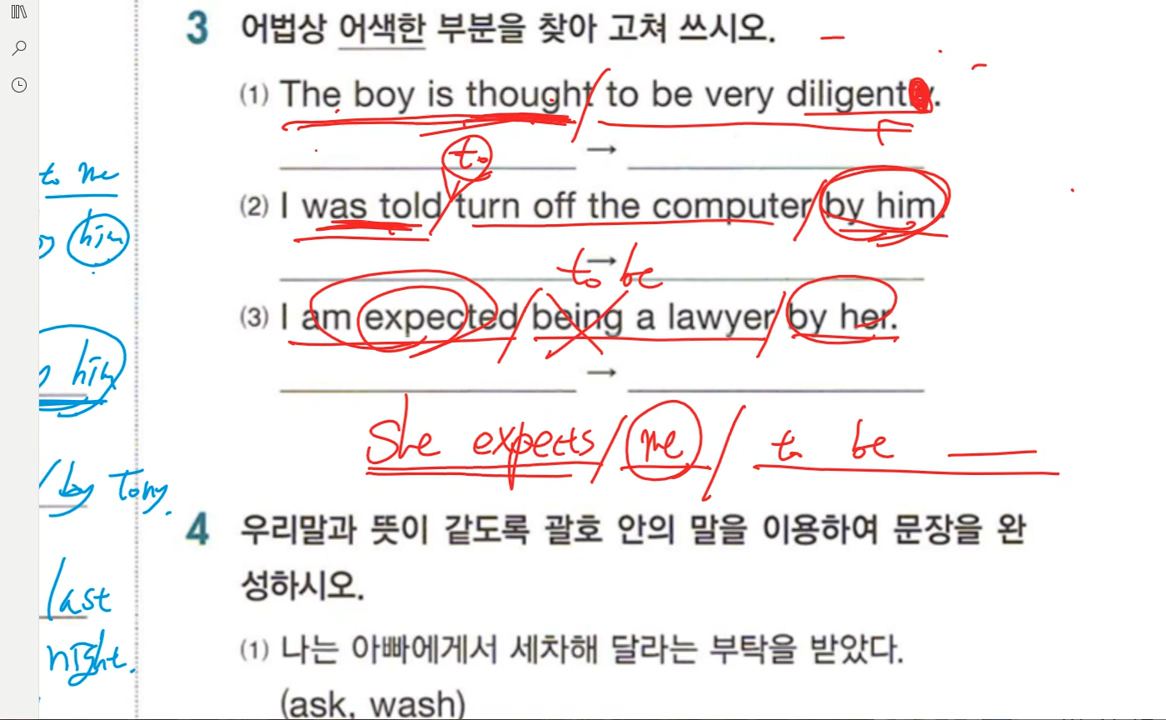 3 어법상 어색한 부분을 찾아 고쳐 쓰시오.
(1) The boy is thought / to be very diligent.
→
to
(2) I was told / turn off the computer / by him.
→
to be
(3) I am expected / being a lawyer / by her.
→
She expects / me / to be
4 우리말과 뜻이 같도록 괄호 안의 말을 이용하여 문장을 완
성하시오.
(1) 나는 아빠에게서 세차해 달라는 부탁을 받았다.
(ask, wash)
to me
him
him
/by Tony.
/last
night.